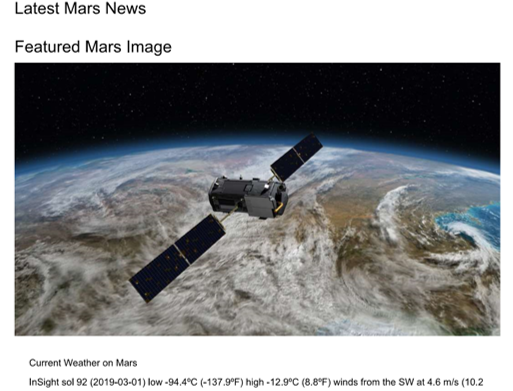 Latest Mars News
Featured Mars Image
Current Weather on Mars
InSight sol 92 (2019-03-01) low -94.4ºC (-137.9ºF) high -12.9ºC (8.8ºF) winds from the SW at 4.6 m/s (10.2